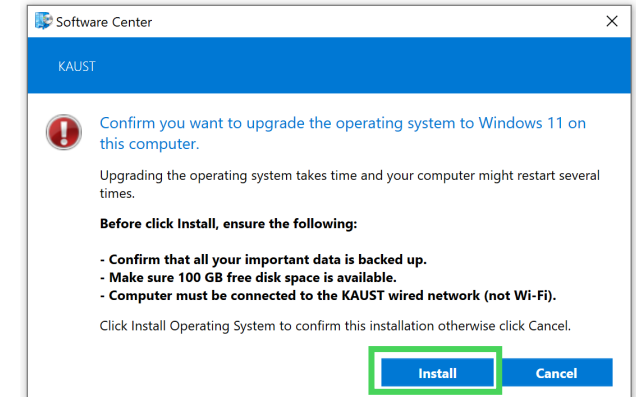 Software Center
KAUST
Confirm you want to upgrade the operating system to Windows 11 on
this computer.
Upgrading the operating system takes time and your computer might restart several
times.
Before click Install, ensure the following:
- Confirm that all your important data is backed up.
- Make sure 100 GB free disk space is available.
- Computer must be connected to the KAUST wired network (not Wi-Fi).
Click Install Operating System to confirm this installation otherwise click Cancel.
Install Cancel